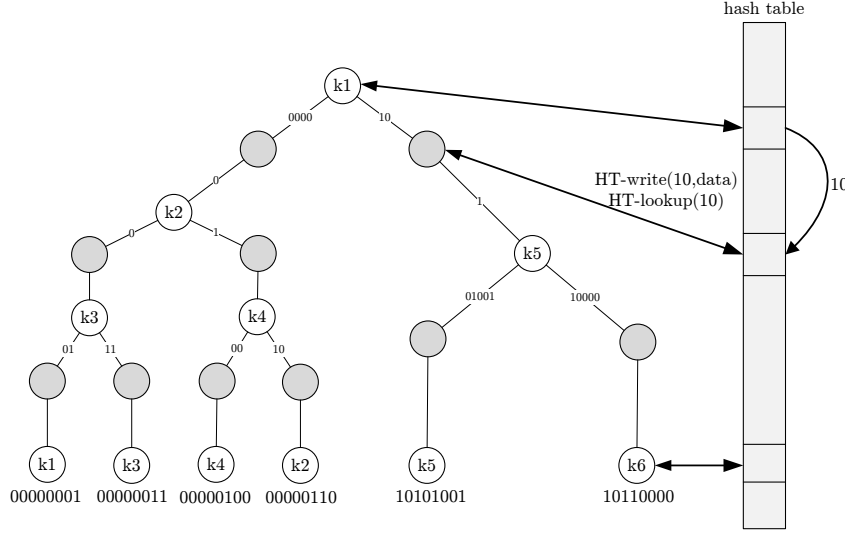 hash table
k1
0000
10
0
HT-write(10,data)
HT-lookup(10)
10
1
k2
0
1
k5
01001
10000
k3
k4
01
11
00
10
k1
k3
k4
k2
k5
k6
00000001
00000011
00000100
00000110
10101001
10110000